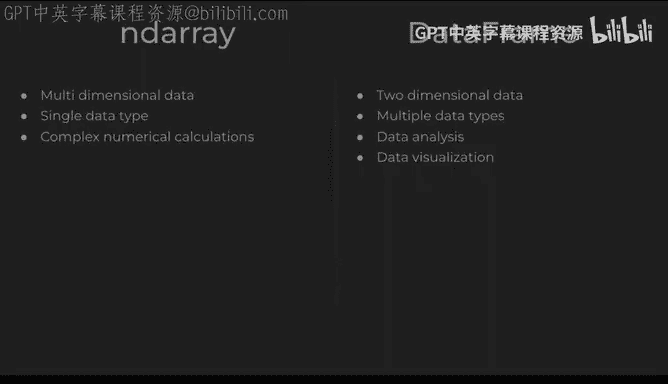 GPT中英字幕课程资源@bilibili.com
GPT中英字幕课程资源 bilibili
ndarray
Multi dimensional data
Single data type
Complex numerical calculations
DataFrame
Two dimensional data
Multiple data types
Data analysis
Data visualization